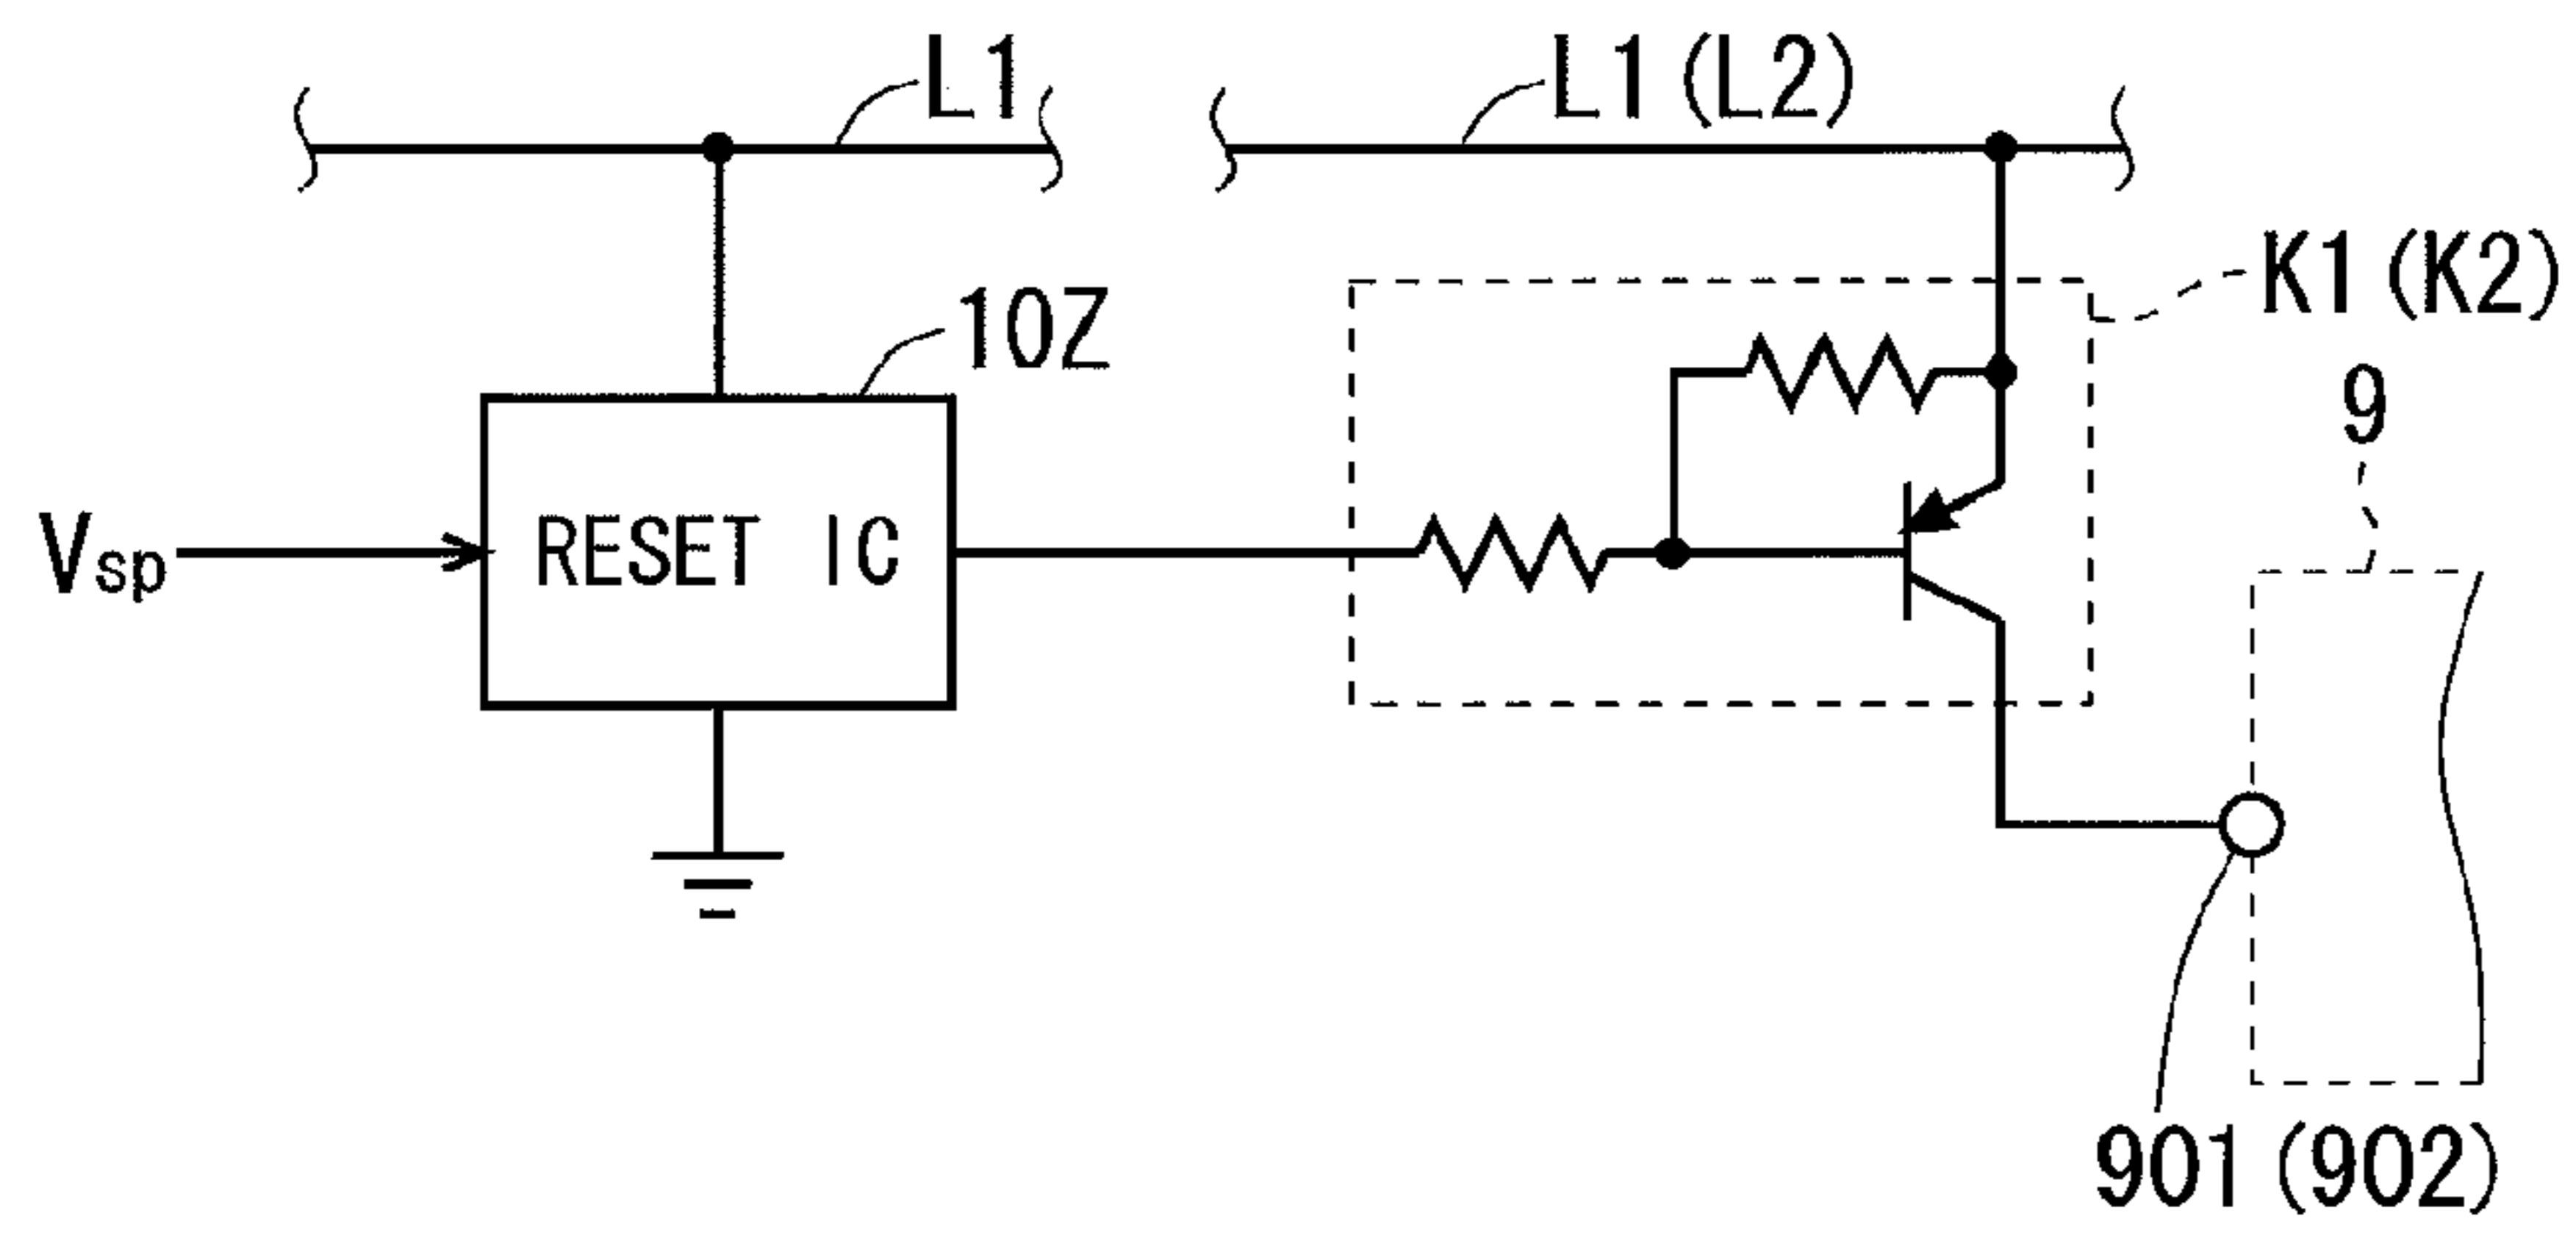 L1
L1(L2)
K1(K2)
10Z
9
Vsp
RESET IC
901(902)